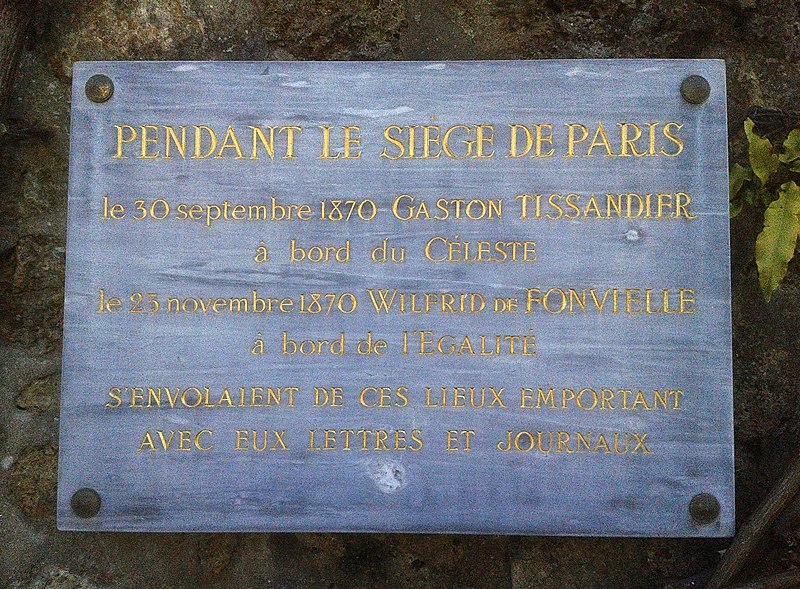 PENDANT LE SIÉGE DE PARIS
le 30 septembre 1870 GASTON TISSANDIER
à bord du CÉLESTE
le 23 novembre 1870 WILFRID DE FONVIELLE
à bord de l'EGALITÉ
S'ENVOLAIENT DE CES LIEUX EMPORTANT
AVEC EUX LETTRES ET JOURNAUX